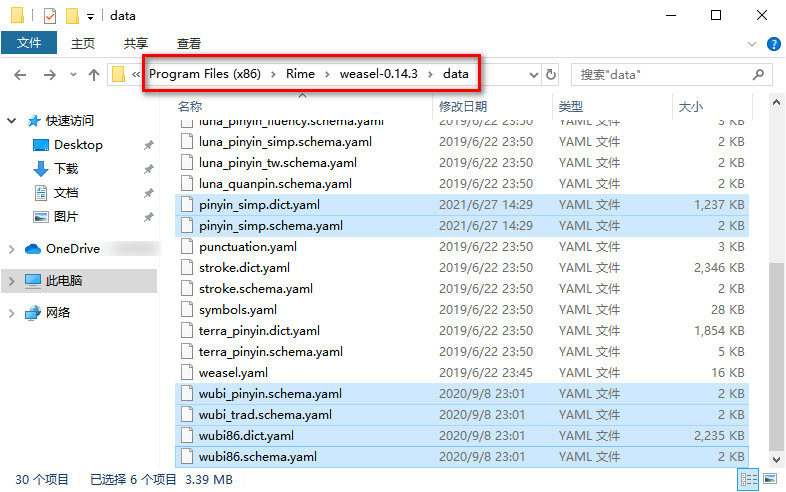 data
文件 主页 共享 查看
« Program Files (x86) › Rime › weasel-0.14.3 › data 搜索"data"
名称 修改日期 类型 大小
快速访问
Desktop
下载
文档
图片
OneDrive
此电脑
网络
luna_pinyin_fluency.schema.yaml 2019/6/22 23:50 YAML 文件 3 KB
luna_pinyin_simp.schema.yaml 2019/6/22 23:50 YAML 文件 2 KB
luna_pinyin_tw.schema.yaml 2019/6/22 23:50 YAML 文件 2 KB
luna_quanpin.schema.yaml 2019/6/22 23:50 YAML 文件 2 KB
pinyin_simp.dict.yaml 2021/6/27 14:29 YAML 文件 1,237 KB
pinyin_simp.schema.yaml 2021/6/27 14:29 YAML 文件 2 KB
punctuation.yaml 2019/6/22 23:50 YAML 文件 3 KB
stroke.dict.yaml 2019/6/22 23:50 YAML 文件 2,346 KB
stroke.schema.yaml 2019/6/22 23:50 YAML 文件 2 KB
symbols.yaml 2019/6/22 23:50 YAML 文件 28 KB
terra_pinyin.dict.yaml 2019/6/22 23:50 YAML 文件 1,854 KB
terra_pinyin.schema.yaml 2019/6/22 23:50 YAML 文件 5 KB
weasel.yaml 2019/6/22 23:45 YAML 文件 16 KB
wubi_pinyin.schema.yaml 2020/9/8 23:01 YAML 文件 2 KB
wubi_trad.schema.yaml 2020/9/8 23:01 YAML 文件 2 KB
wubi86.dict.yaml 2020/9/8 23:01 YAML 文件 2,235 KB
wubi86.schema.yaml 2020/9/8 23:01 YAML 文件 2 KB
30 个项目 已选择 6 个项目 3.39 MB